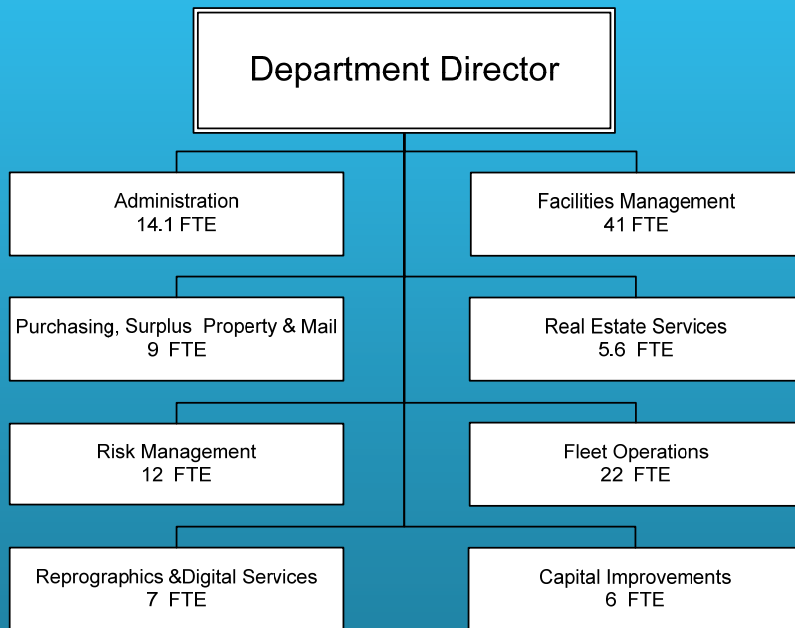 Department Director
Administration
14.1 FTE
Facilities Management
41 FTE
Purchasing, Surplus Property & Mail
9 FTE
Real Estate Services
5.6 FTE
Risk Management
12 FTE
Fleet Operations
22 FTE
Reprographics &Digital Services
7 FTE
Capital Improvements
6 FTE